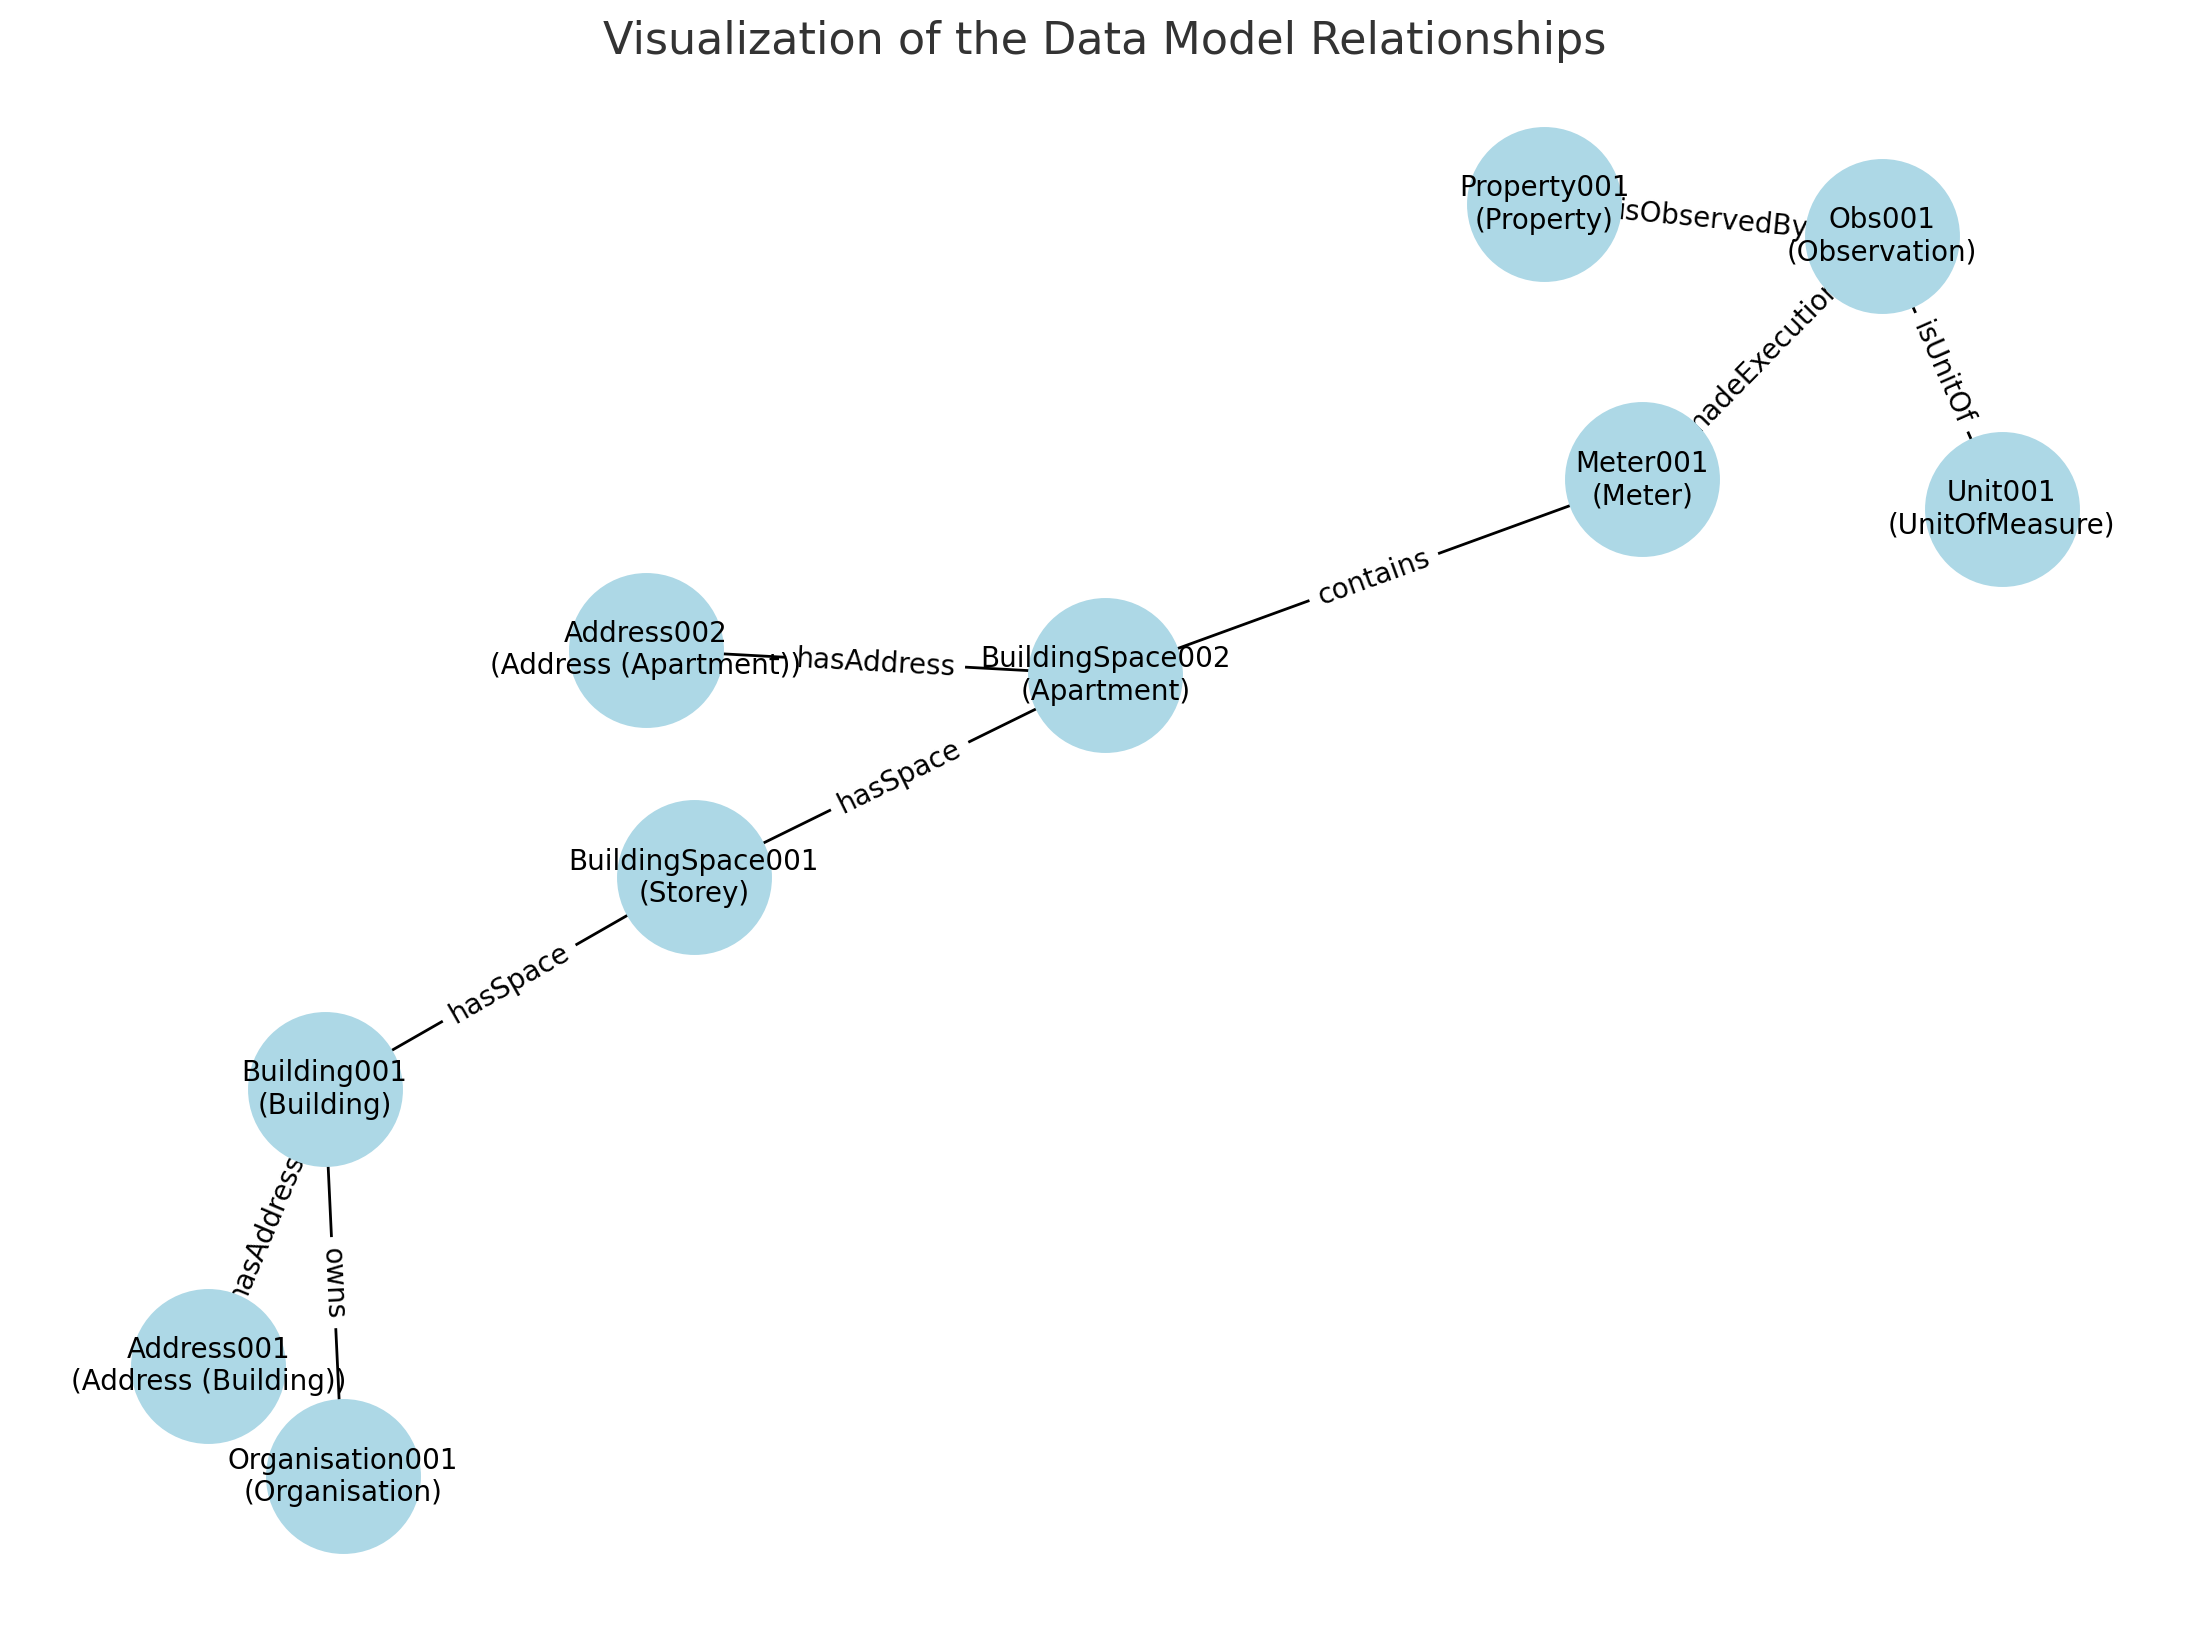 Visualization of the Data Model Relationships
Property001
(Property)
isObservedBy
Obs001
(Observation)
isUnitOf
Meter001
(Meter)
Unit001
(UnitOfMeasure)
contains
Address002
(Address (Apartment))
hasAddress
BuildingSpace002
(Apartment)
hasSpace
BuildingSpace001
(Storey)
hasSpace
Building001
(Building)
hasAddress
owns
Address001
(Address (Building))
Organisation001
(Organisation)